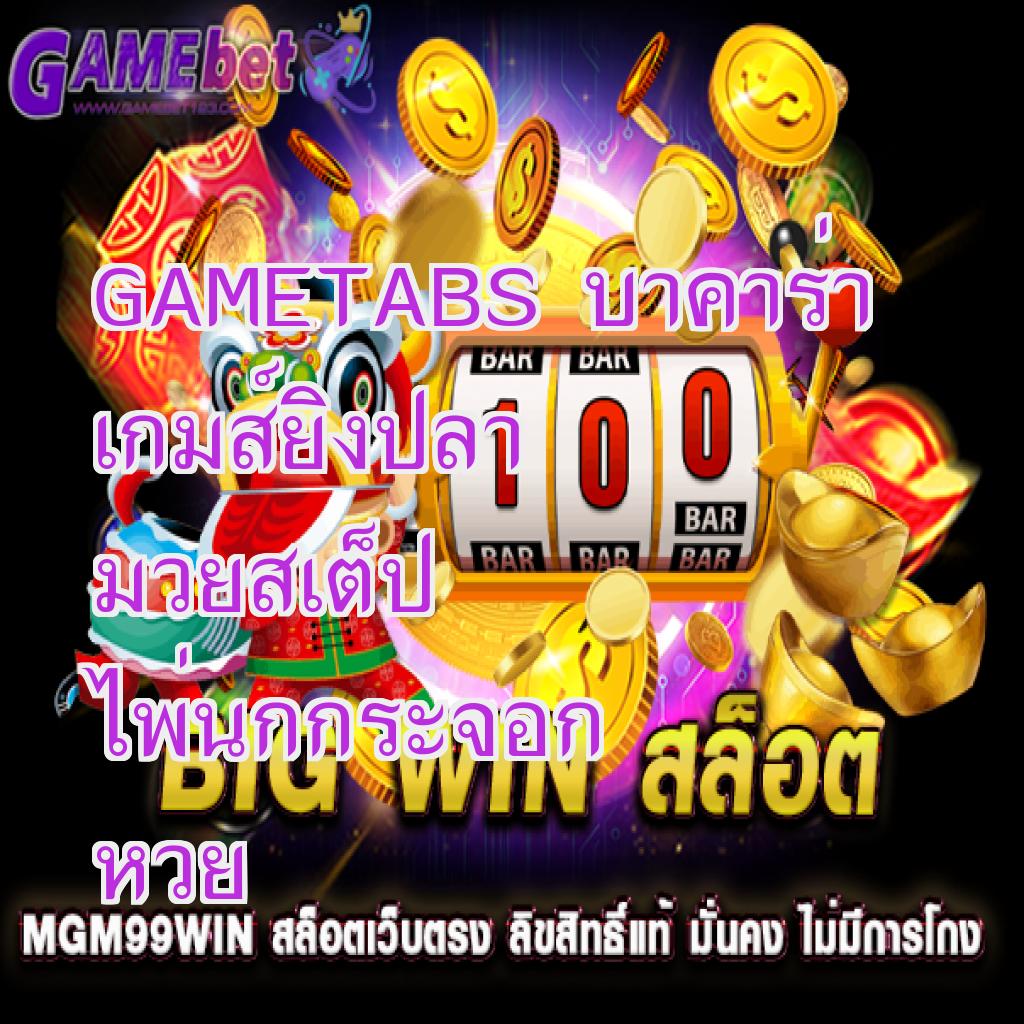 GAMEbet
GAMETABS บาคาร่า
BAR BAR
เกมส์ยิงปลา
1 0 0
BAR
มวยสเต็ป
BAR BAR BAR
ไพ่นกกระจอก
BIG WIN สล็อต
หวย
MGM99WIN สล็อตเว็บตรง ลิขสิทธิ์แท้ มั่นคง ไม่มีการโกง